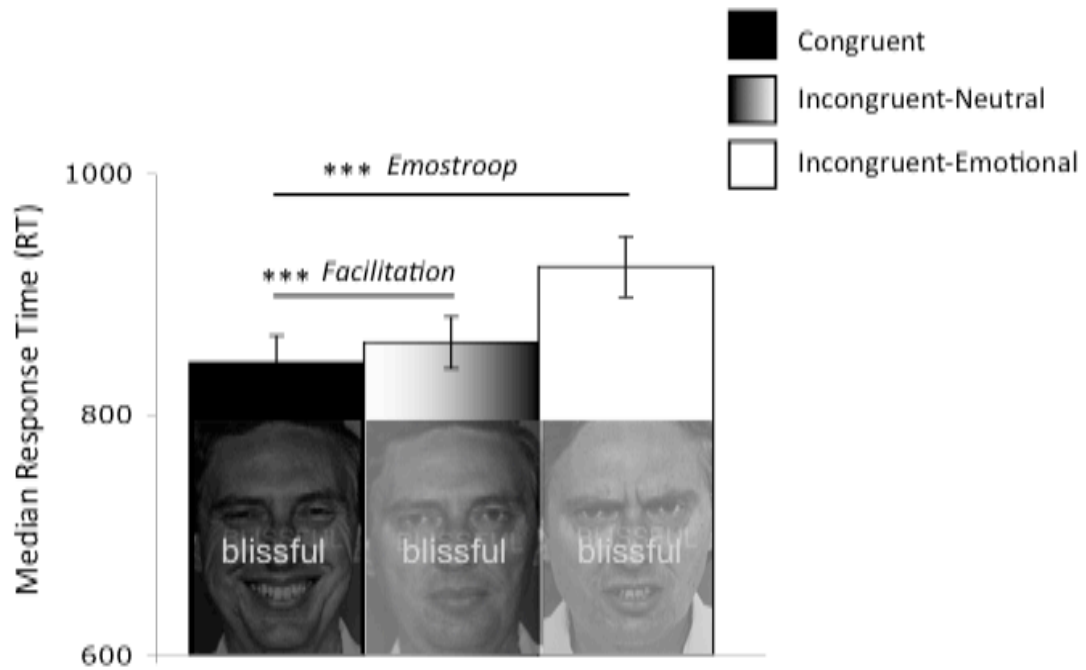 Congruent
Incongruent-Neutral
Incongruent-Emotional
1000
*** Emostroop
*** Facilitation
Median Response Time (RT)
800
blissful blissful blissful
600